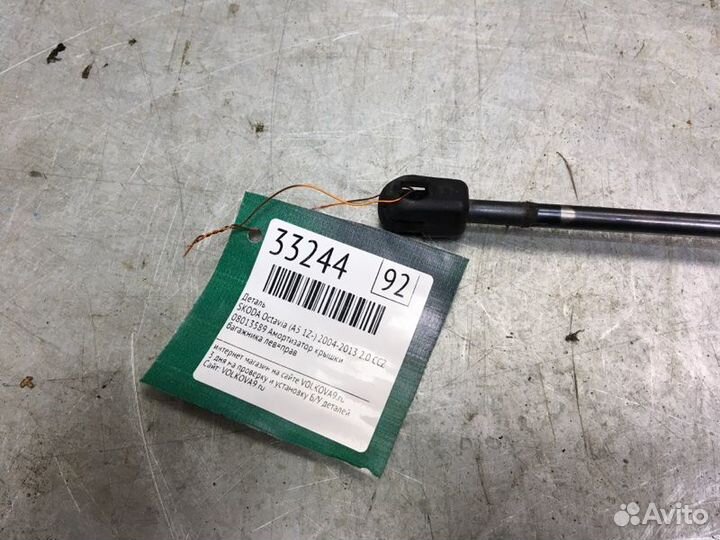 33244
92
Деталь
SKODA Octavia (A5 1Z-) 2004-2013 2.0 CCZ
08013589 Амортизатор крышки
багажника лев=прав
интернет магазин на сайте VOLKOVA9.ru
3 дня на проверку и установку Б/У деталей
Сайт: VOLKOVA9.ru
Avito